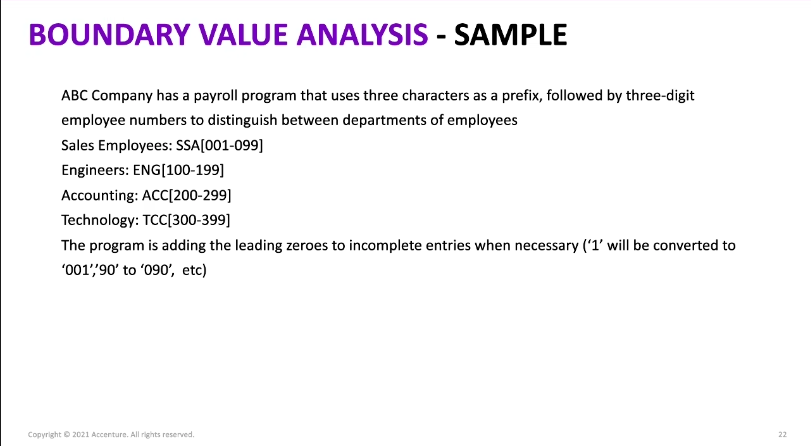 BOUNDARY VALUE ANALYSIS - SAMPLE
ABC Company has a payroll program that uses three characters as a prefix, followed by three-digit
employee numbers to distinguish between departments of employees
Sales Employees: SSA[001-099]
Engineers: ENG[100-199]
Accounting: ACC[200-299]
Technology: TCC[300-399]
The program is adding the leading zeroes to incomplete entries when necessary (‘1’ will be converted to
‘001’,’90’ to ‘090’,  etc)
Copyright © 2021 Accenture. All rights reserved.
22